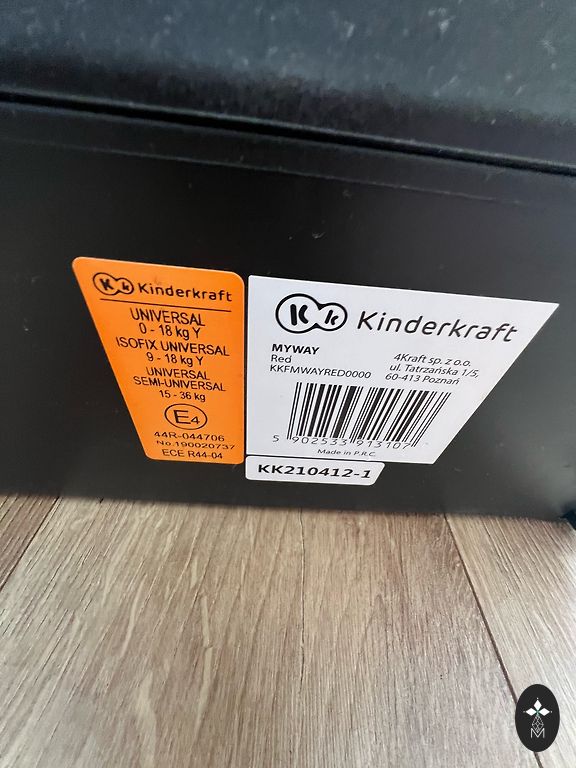 Kk Kinderkraft
UNIVERSAL
0 - 18 kg Y
ISOFIX UNIVERSAL
9 - 18 kg Y
UNIVERSAL
SEMI-UNIVERSAL
15 - 36 kg
E4
44R-044706
No.190020737
ECE R44-04
Kk Kinderkraft
MYWAY
Red
KKFMWAYRED0000
4Kraft sp. z o.o.
ul. Tatrzańska 1/5,
60-413 Poznań
5 902533 913107
Made in P.R.C.
KK210412-1
M